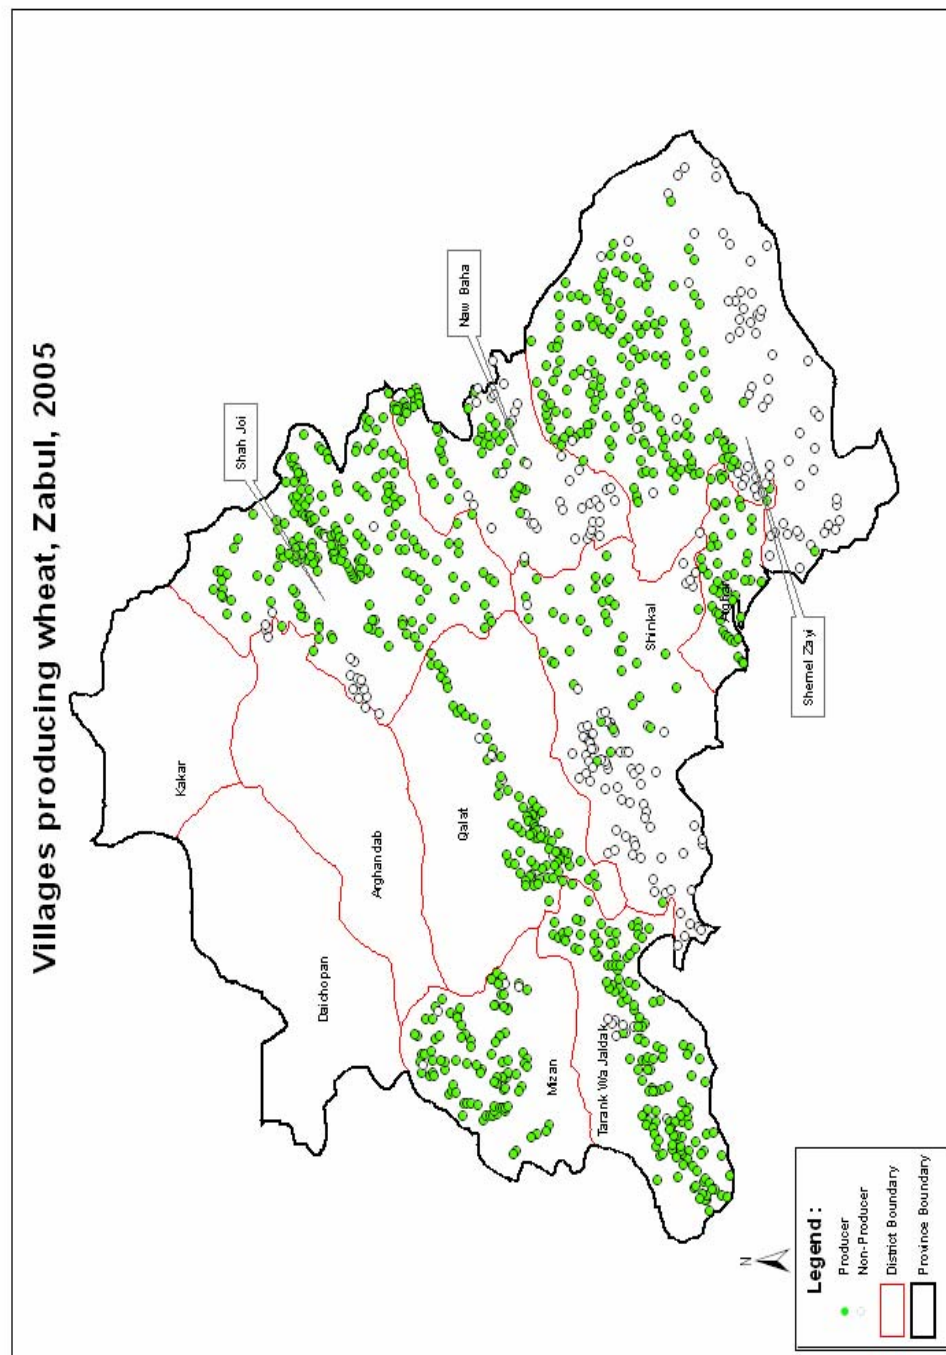 Villages producing wheat, Zabul, 2005
Kakar
Shah Joi
Daichopan
Arghandab
Qalat
Naw Baha
Mizan
Tarank Wa Jaldak
Shinkal
N
Shemel Zayi
Legend :
Producer
Non-Producer
District Boundary
Province Boundary